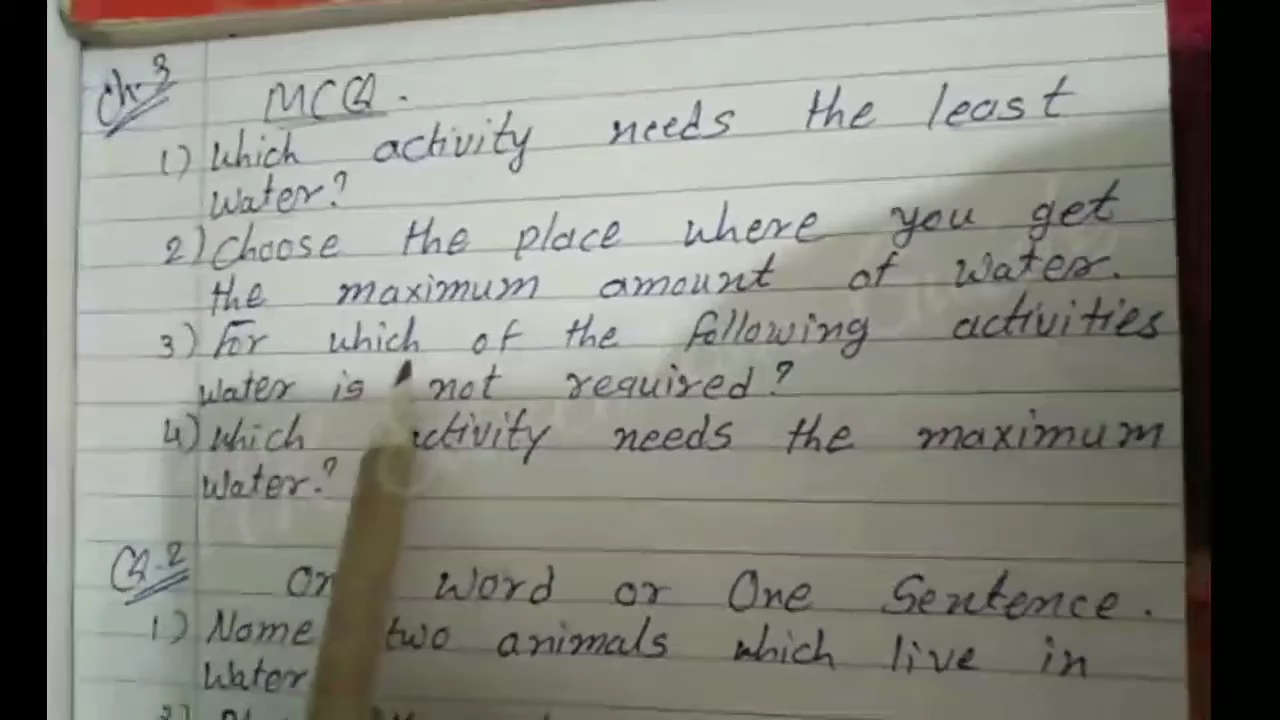 Ch-3
MCQ.
1) Which activity needs the least
Water?
2) Choose the place where you get
the maximum amount of water.
3) For which of the following activities
Water is not required?
4) Which activity needs the maximum
Water?
Q-2 Word or One Sentence.
1) Name two animals which live in
Water